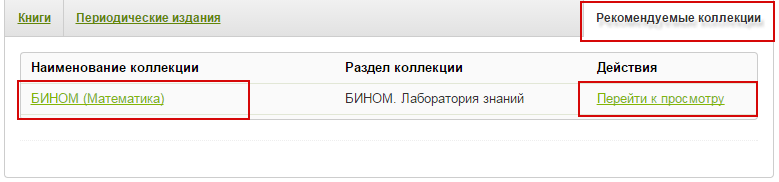 Книги Периодические издания Рекомендуемые коллекции
Наименование коллекции Раздел коллекции Действия
БИНОМ (Математика) БИНОМ. Лаборатория знаний Перейти к просмотру